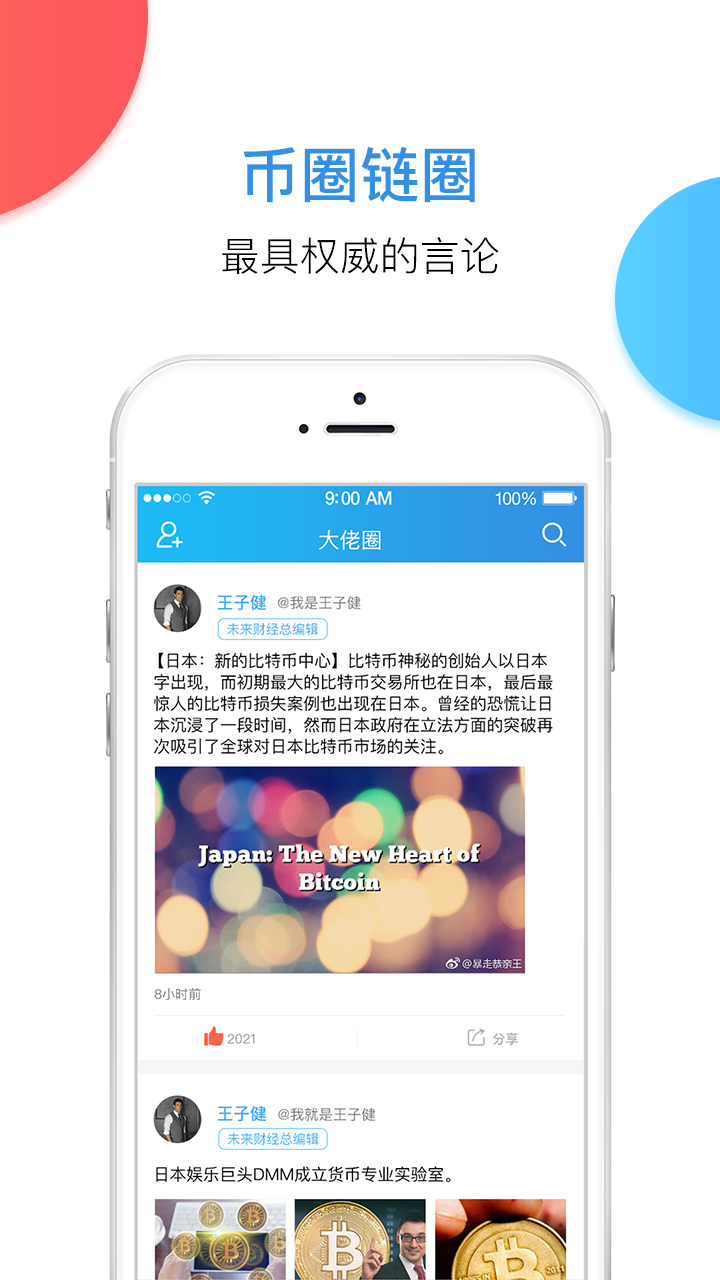 币圈链圈
最具权威的言论
9:00 AM
100%
大佬圈
王子健 @我是王子健
未来财经总编辑
【日本：新的比特币中心】比特币神秘的创始人以日本
字出现，而初期最大的比特币交易所也在日本，最后最
惊人的比特币损失案例也出现在日本。曾经的恐慌让日
本沉浸了一段时间，然而日本政府在立法方面的突破再
次吸引了全球对日本比特币市场的关注。
Japan: The New Heart of
Bitcoin
@暴走恭亲王
8小时前
2021
分享
王子健 @我就是王子健
未来财经总编辑
日本娱乐巨头DMM成立货币专业实验室。